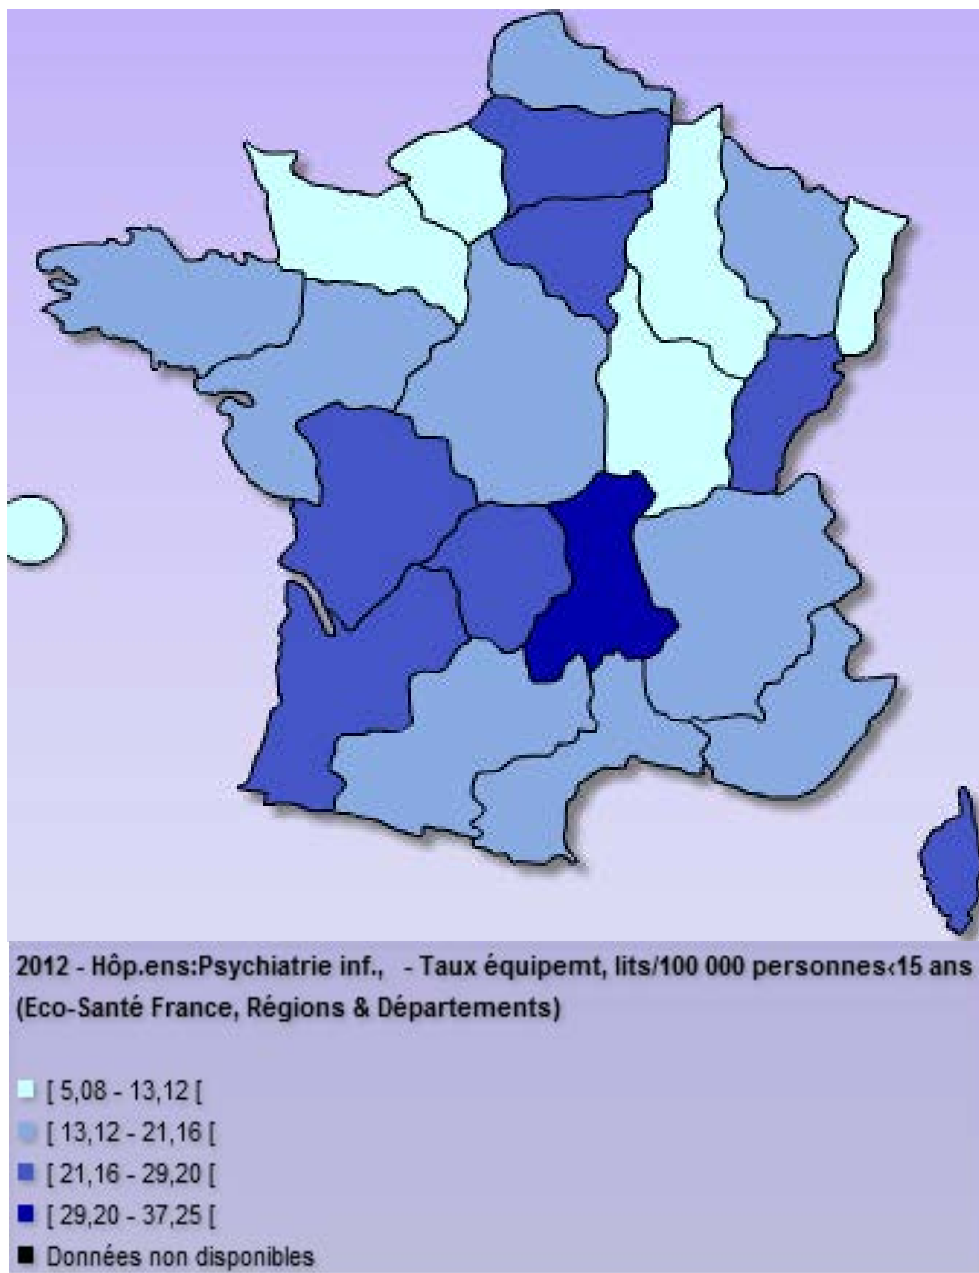 2012 - Hôp.ens:Psychiatrie inf., - Taux équipemt, lits/100 000 personnes<15 ans
(Eco-Santé France, Régions & Départements)
[ 5,08 - 13,12 [
[ 13,12 - 21,16 [
[ 21,16 - 29,20 [
[ 29,20 - 37,25 [
Données non disponibles